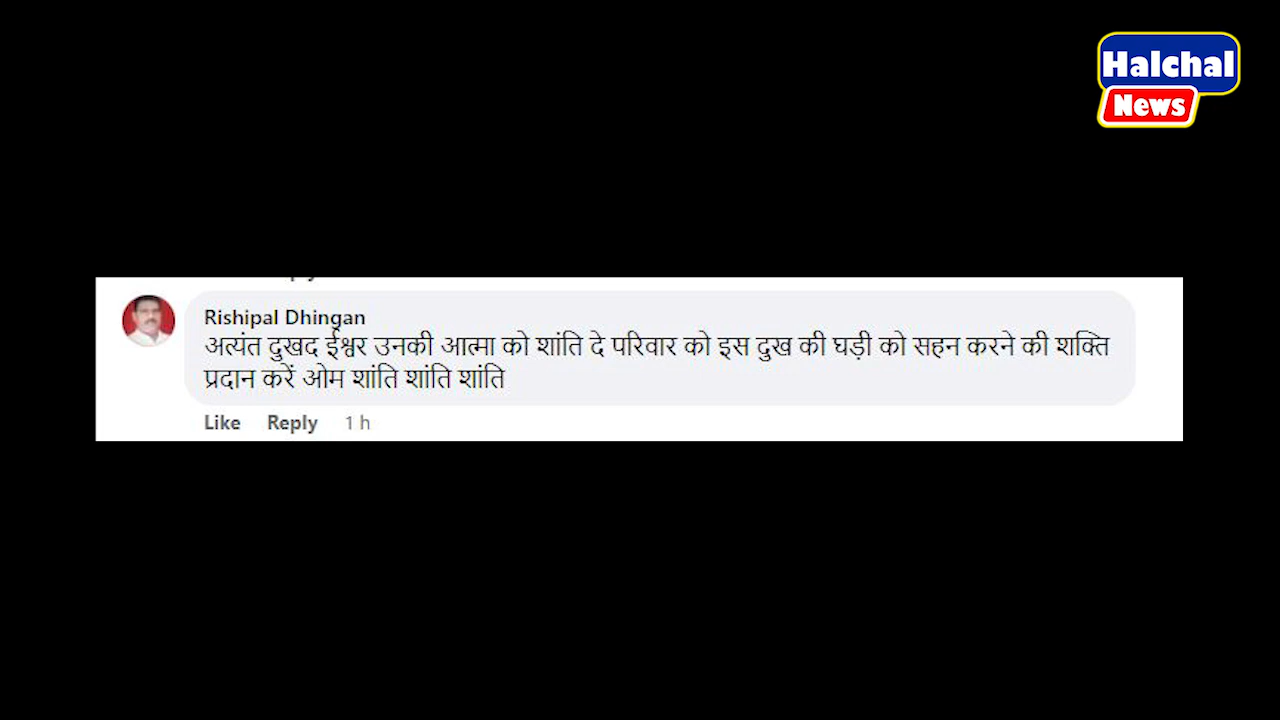 Halchal
News
Rishipal Dhingan
अत्यंत दुखद ईश्वर उनकी आत्मा को शांति दे परिवार को इस दुख की घड़ी को सहन करने की शक्ति
प्रदान करें ओम शांति शांति शांति
Like Reply 1 h